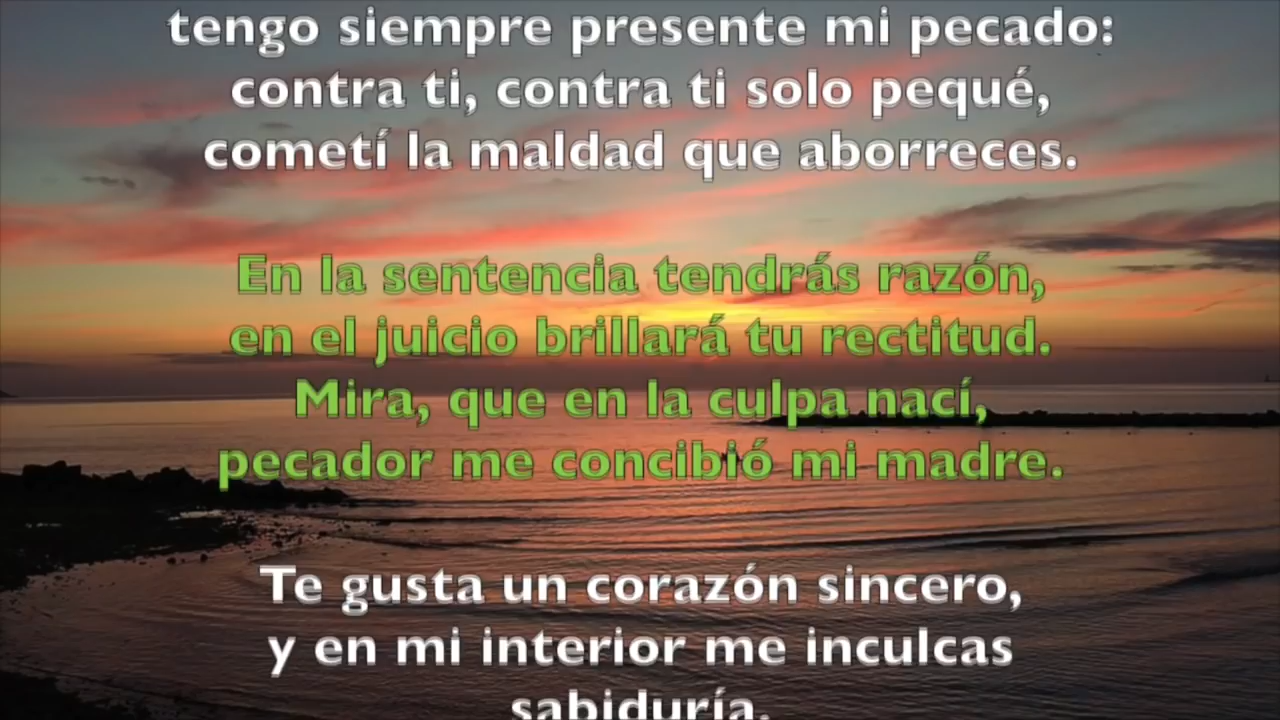 tengo siempre presente mi pecado:
contra ti, contra ti solo pequé,
cometí la maldad que aborreces.
En la sentencia tendrás razón,
en el juicio brillará tu rectitud.
Mira, que en la culpa nací,
pecador me concibió mi madre.
Te gusta un corazón sincero,
y en mi interior me inculcas
sabiduría.